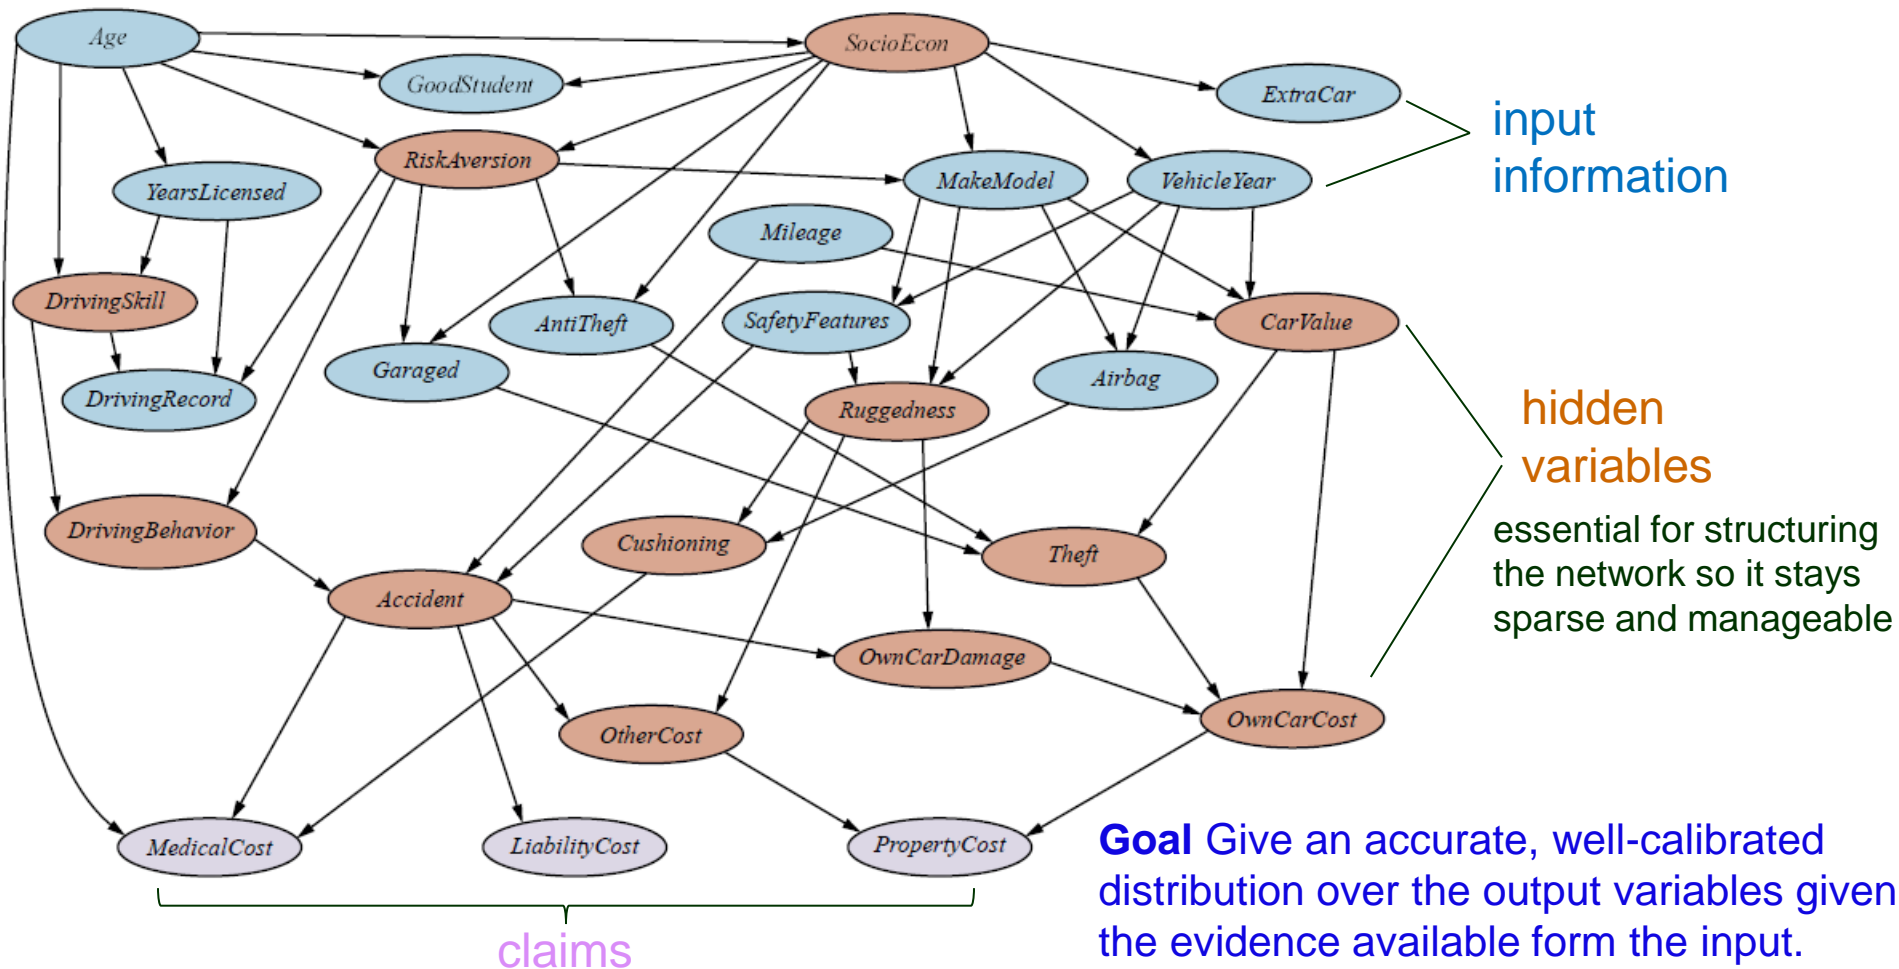 Age
SocioEcon
GoodStudent
ExtraCar
input
information
RiskAversion
MakeModel
VehicleYear
YearsLicensed
Mileage
DrivingSkill
AntiTheft
SafetyFeatures
CarValue
Garaged
Airbag
DrivingRecord
Ruggedness
hidden
variables
essential for structuring
the network so it stays
sparse and manageable
DrivingBehavior
Cushioning
Theft
Accident
OwnCarDamage
OtherCost
OwnCarCost
MedicalCost
LiabilityCost
PropertyCost
Goal Give an accurate, well-calibrated
distribution over the output variables given
the evidence available form the input.
claims